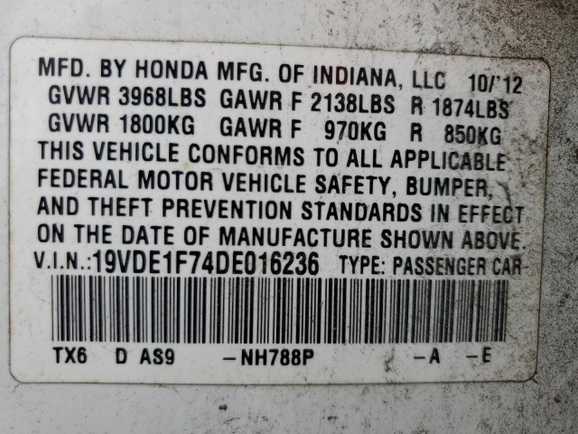 MFD. BY HONDA MFG. OF INDIANA, LLC 10/'12
GVWR 3968LBS GAWR F 2138LBS R 1874LBS
GVWR 1800KG GAWR F 970KG R 850KG
THIS VEHICLE CONFORMS TO ALL APPLICABLE
FEDERAL MOTOR VEHICLE SAFETY, BUMPER,
AND THEFT PREVENTION STANDARDS IN EFFECT
ON THE DATE OF MANUFACTURE SHOWN ABOVE.
V.I.N.:19VDE1F74DE016236 TYPE: PASSENGER CAR
TX6 D AS9 -NH788P -A -E